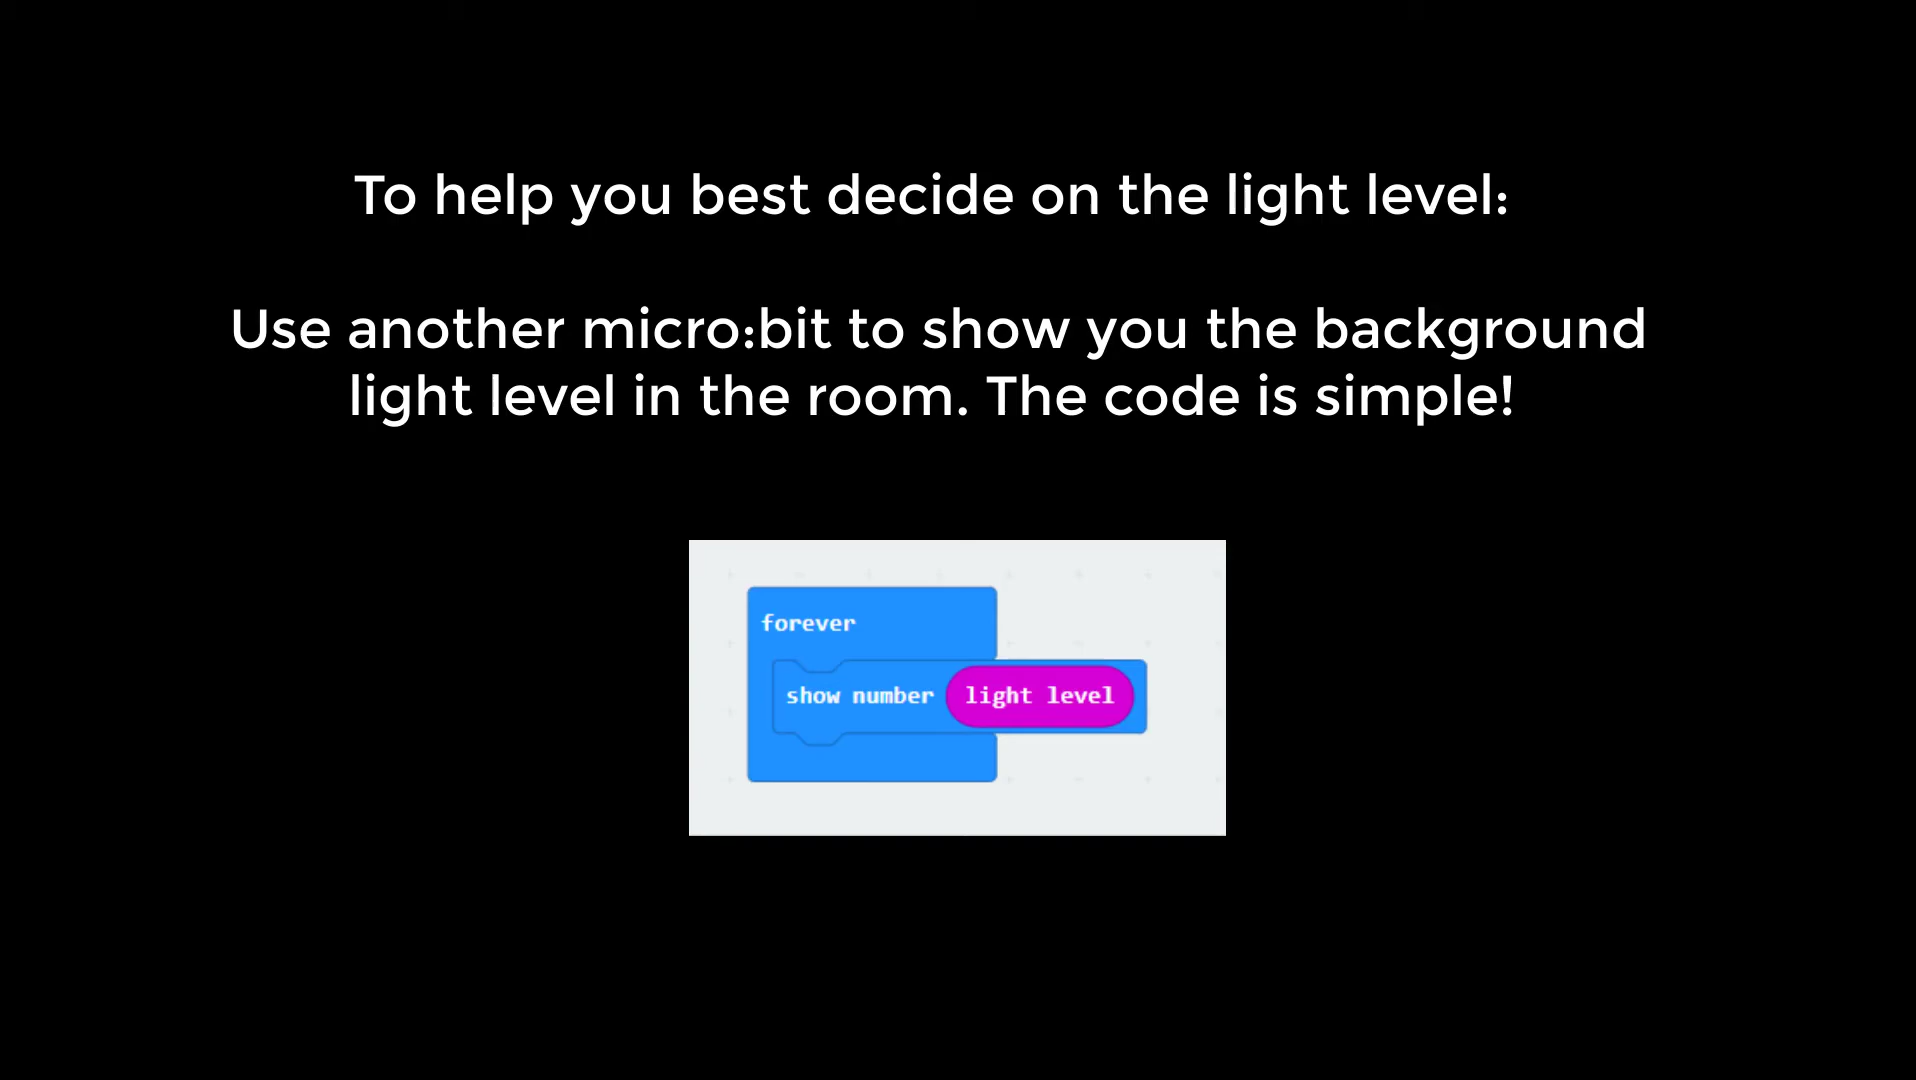 To help you best decide on the light level:
Use another micro:bit to show you the background
light level in the room. The code is simple!
forever
show number light level